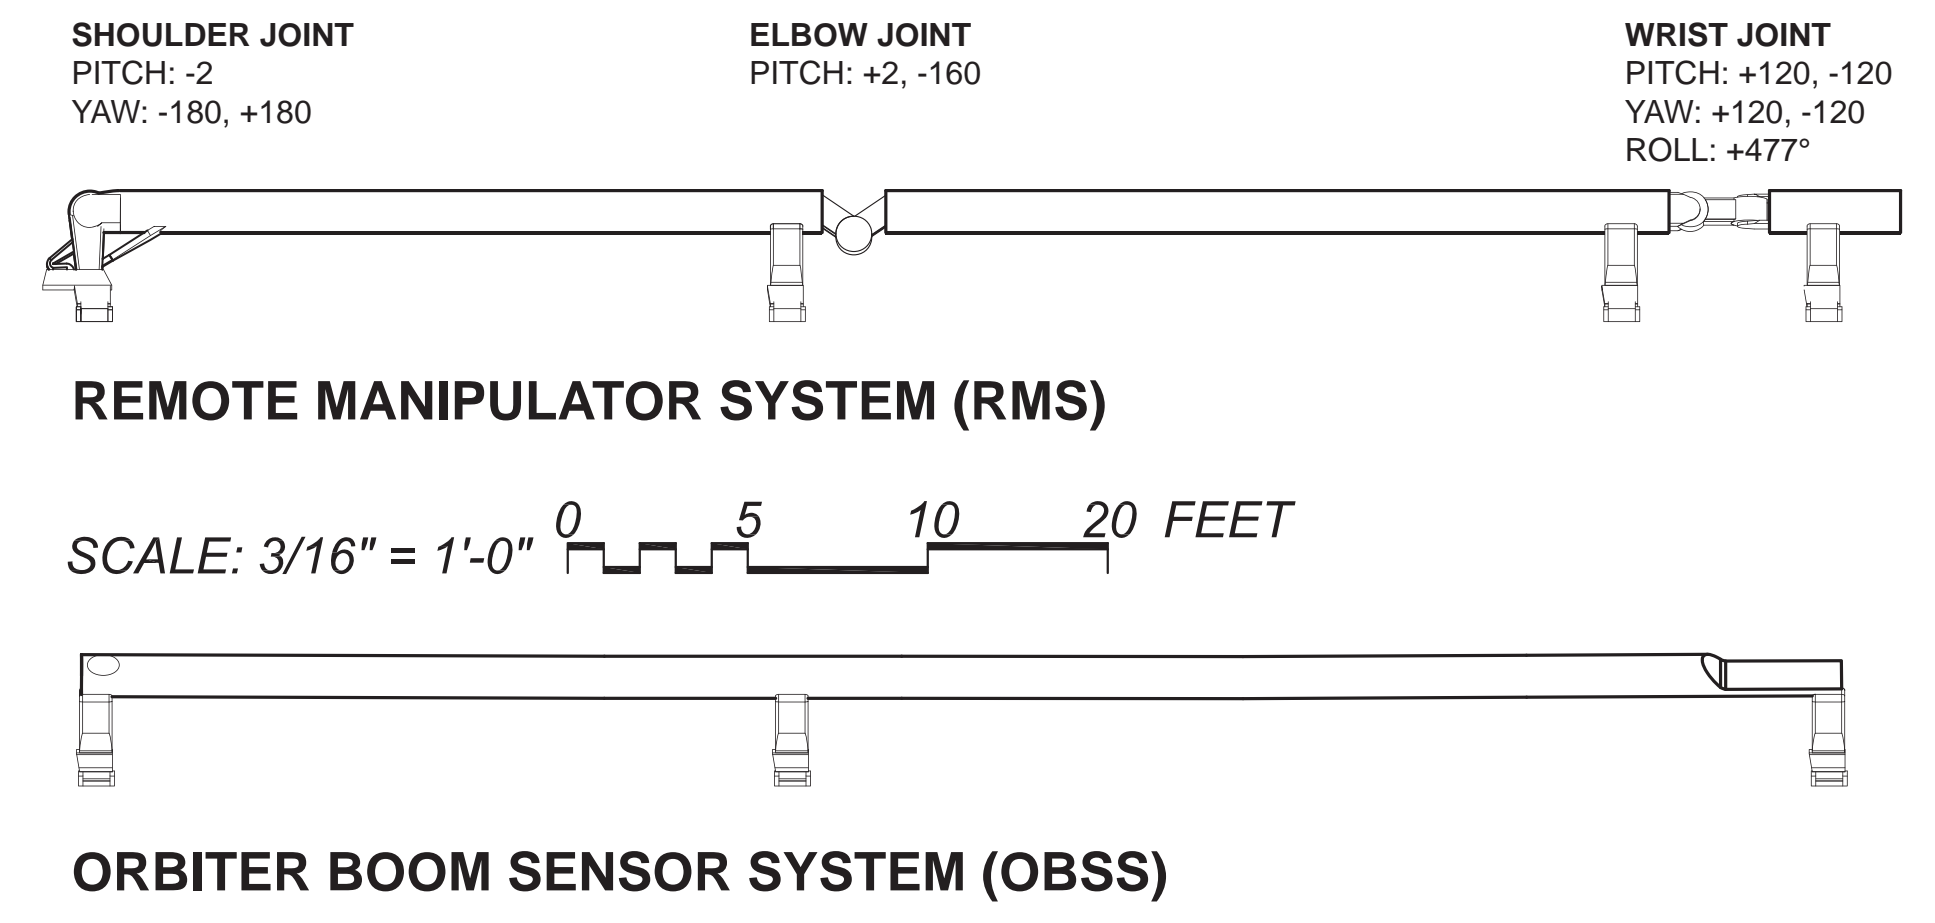 SHOULDER JOINT
PITCH: -2
YAW: -180, +180
ELBOW JOINT
PITCH: +2, -160
WRIST JOINT
PITCH: +120, -120
YAW: +120, -120
ROLL: +477°
REMOTE MANIPULATOR SYSTEM (RMS)
0 5 10 20 FEET
SCALE: 3/16" = 1'-0"
ORBITER BOOM SENSOR SYSTEM (OBSS)